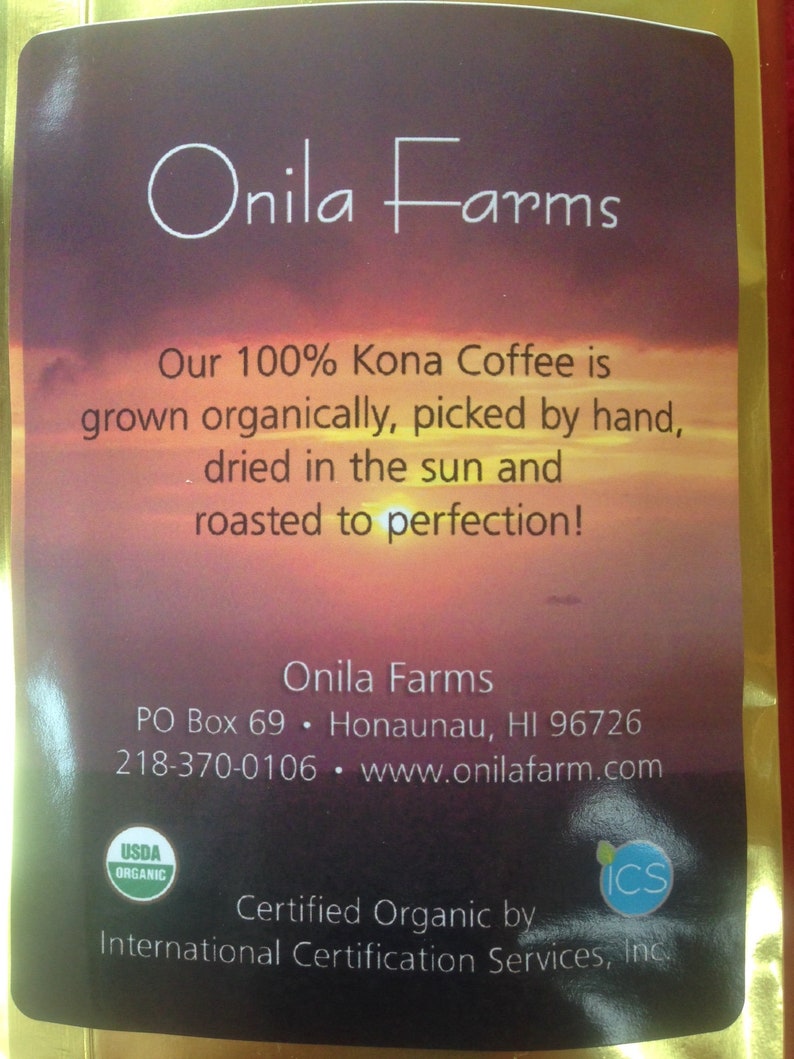 Onila Farms
Our 100% Kona Coffee is
grown organically, picked by hand,
dried in the sun and
roasted to perfection!
Onila Farms
PO Box 69 • Honaunau, HI 96726
218-370-0106 • www.onilafarm.com
USDA
ORGANIC
ICS
Certified Organic by
International Certification Services, Inc.